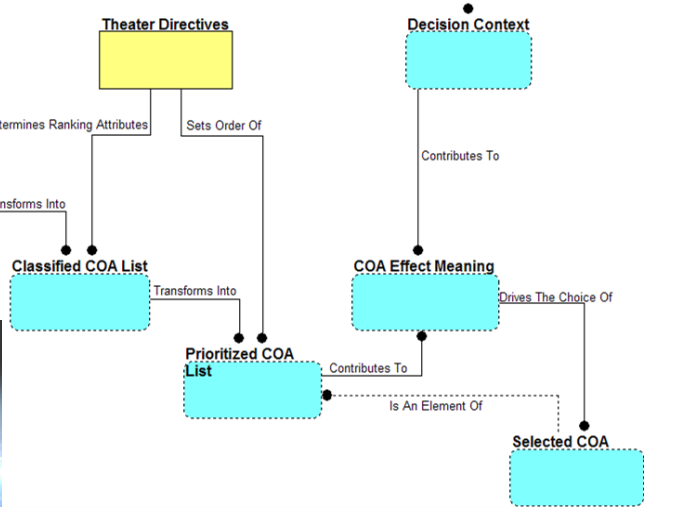 Theater Directives
Decision Context
termines Ranking Attributes
Sets Order Of
Contributes To
nsforms Into
Classified COA List
COA Effect Meaning
Transforms Into
Drives The Choice Of
Prioritized COA
List
Contributes To
Is An Element Of
Selected COA